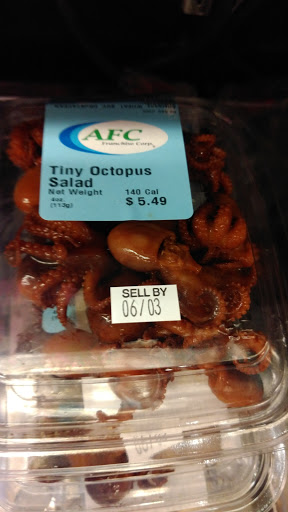 AFC
Franchise Corp.
Tiny Octopus
Salad
Net Weight 140 Cal
4oz. $ 5.49
(113g)
SELL BY
06/03